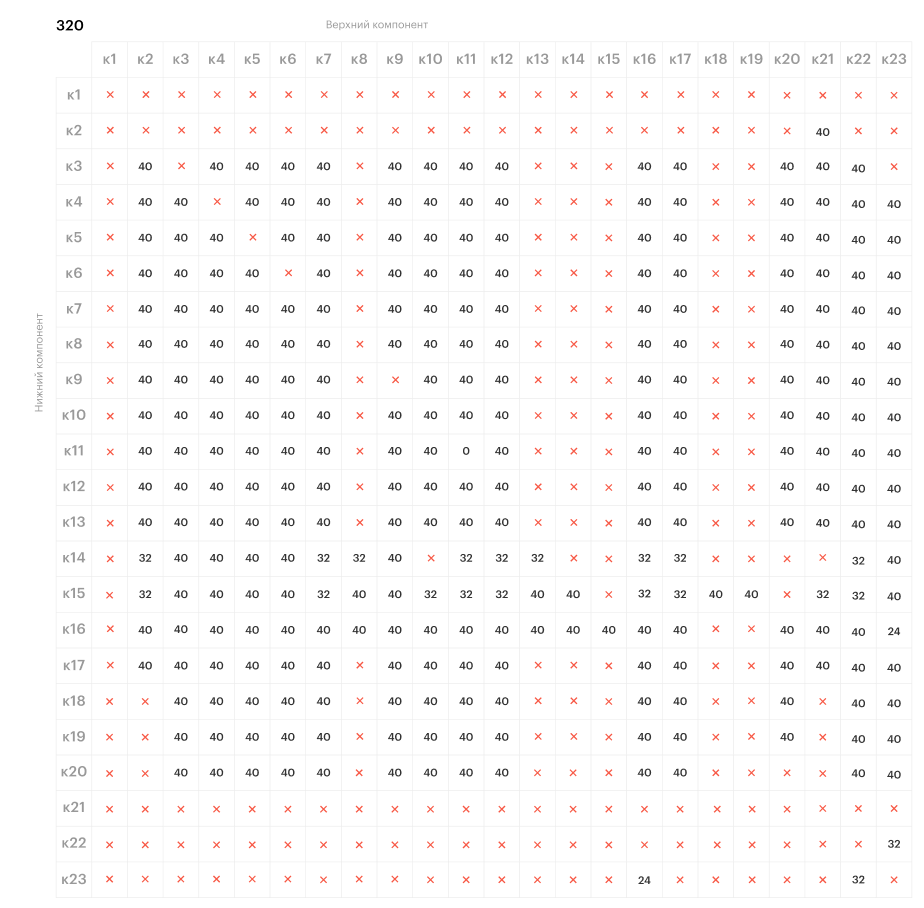 320
Верхний компонент
к1 к2 к3 к4 к5 к6 к7 к8 к9 к10 к11 к12 к13 к14 к15 к16 к17 к18 к19 к20 к21 к22 к23
Нижний компонент
к1 × × × × × × × × × × × × × × × × × × × × × × ×
к2 × × × × × × × × × × × × × × × × × × × × 40 × ×
к3 × 40 × 40 40 40 40 × 40 40 40 40 × × × 40 40 × × 40 40 40 ×
к4 × 40 40 × 40 40 40 × 40 40 40 40 × × × 40 40 × × 40 40 40 40
к5 × 40 40 40 × 40 40 × 40 40 40 40 × × × 40 40 × × 40 40 40 40
к6 × 40 40 40 40 × 40 × 40 40 40 40 × × × 40 40 × × 40 40 40 40
к7 × 40 40 40 40 40 40 × 40 40 40 40 × × × 40 40 × × 40 40 40 40
к8 × 40 40 40 40 40 40 × 40 40 40 40 × × × 40 40 × × 40 40 40 40
к9 × 40 40 40 40 40 40 × × 40 40 40 × × × 40 40 × × 40 40 40 40
к10 × 40 40 40 40 40 40 × 40 40 40 40 × × × 40 40 × × 40 40 40 40
к11 × 40 40 40 40 40 40 × 40 40 0 40 × × × 40 40 × × 40 40 40 40
к12 × 40 40 40 40 40 40 × 40 40 40 40 × × × 40 40 × × 40 40 40 40
к13 × 40 40 40 40 40 40 × 40 40 40 40 × × × 40 40 × × 40 40 40 40
к14 × 32 40 40 40 40 32 32 40 × 32 32 32 × × 32 32 × × × × 32 40
к15 × 32 40 40 40 40 32 40 40 32 32 32 40 40 × 32 32 40 40 × 32 32 40
к16 × 40 40 40 40 40 40 40 40 40 40 40 40 40 40 40 40 × × 40 40 40 24
к17 × 40 40 40 40 40 40 × 40 40 40 40 × × × 40 40 × × 40 40 40 40
к18 × × 40 40 40 40 40 × 40 40 40 40 × × × 40 40 × × 40 × 40 40
к19 × × 40 40 40 40 40 × 40 40 40 40 × × × 40 40 × × 40 × 40 40
к20 × × 40 40 40 40 40 × 40 40 40 40 × × × 40 40 × × × × 40 40
к21 × × × × × × × × × × × × × × × × × × × × × × ×
к22 × × × × × × × × × × × × × × × × × × × × × × 32
к23 × × × × × × × × × × × × × × × 24 × × × × × 32 ×